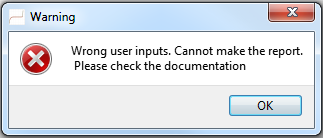 Warning
Wrong user inputs. Cannot make the report.
Please check the documentation
OK